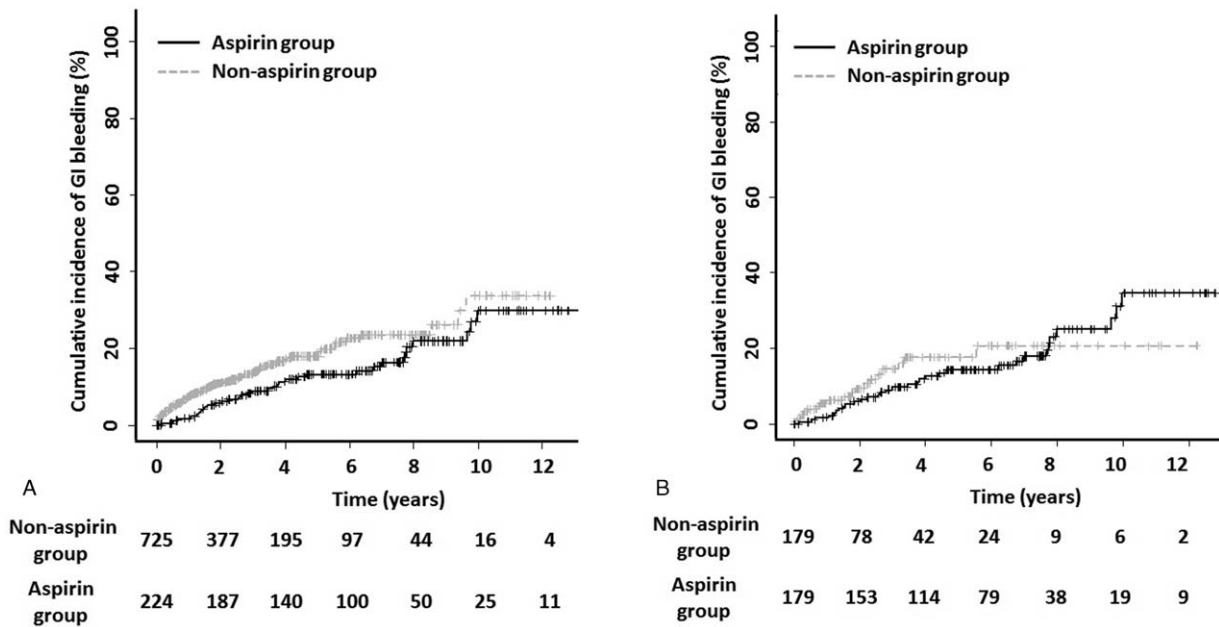 Cumulative incidence of GI bleeding (%)
100
80
60
40
20
0
Aspirin group
Non-aspirin group
0 2 4 6 8 10 12
Time (years)
A
Non-aspirin
group
725 377 195 97 44 16 4
Aspirin
group
224 187 140 100 50 25 11
Cumulative incidence of GI bleeding (%)
100
80
60
40
20
0
Aspirin group
Non-aspirin group
0 2 4 6 8 10 12
Time (years)
B
Non-aspirin
group
179 78 42 24 9 6 2
Aspirin
group
179 153 114 79 38 19 9